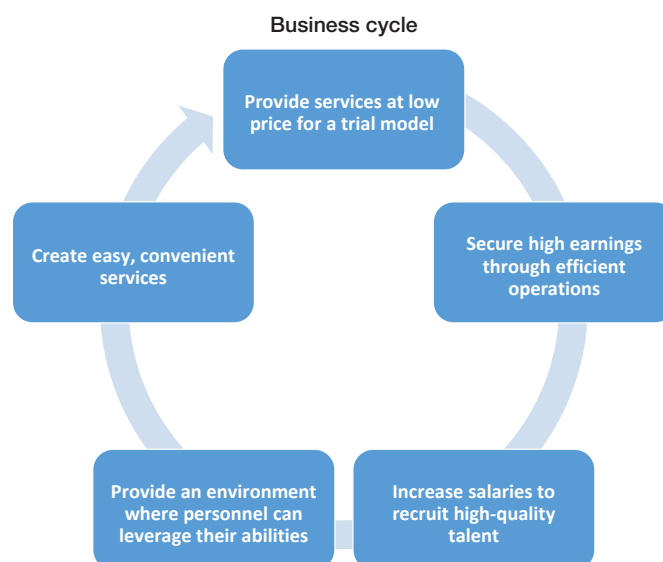 Business cycle
Provide services at low
price for a trial model
Secure high earnings
through efficient
operations
Increase salaries to
recruit high-quality
talent
Provide an environment
where personnel can
leverage their abilities
Create easy, convenient
services